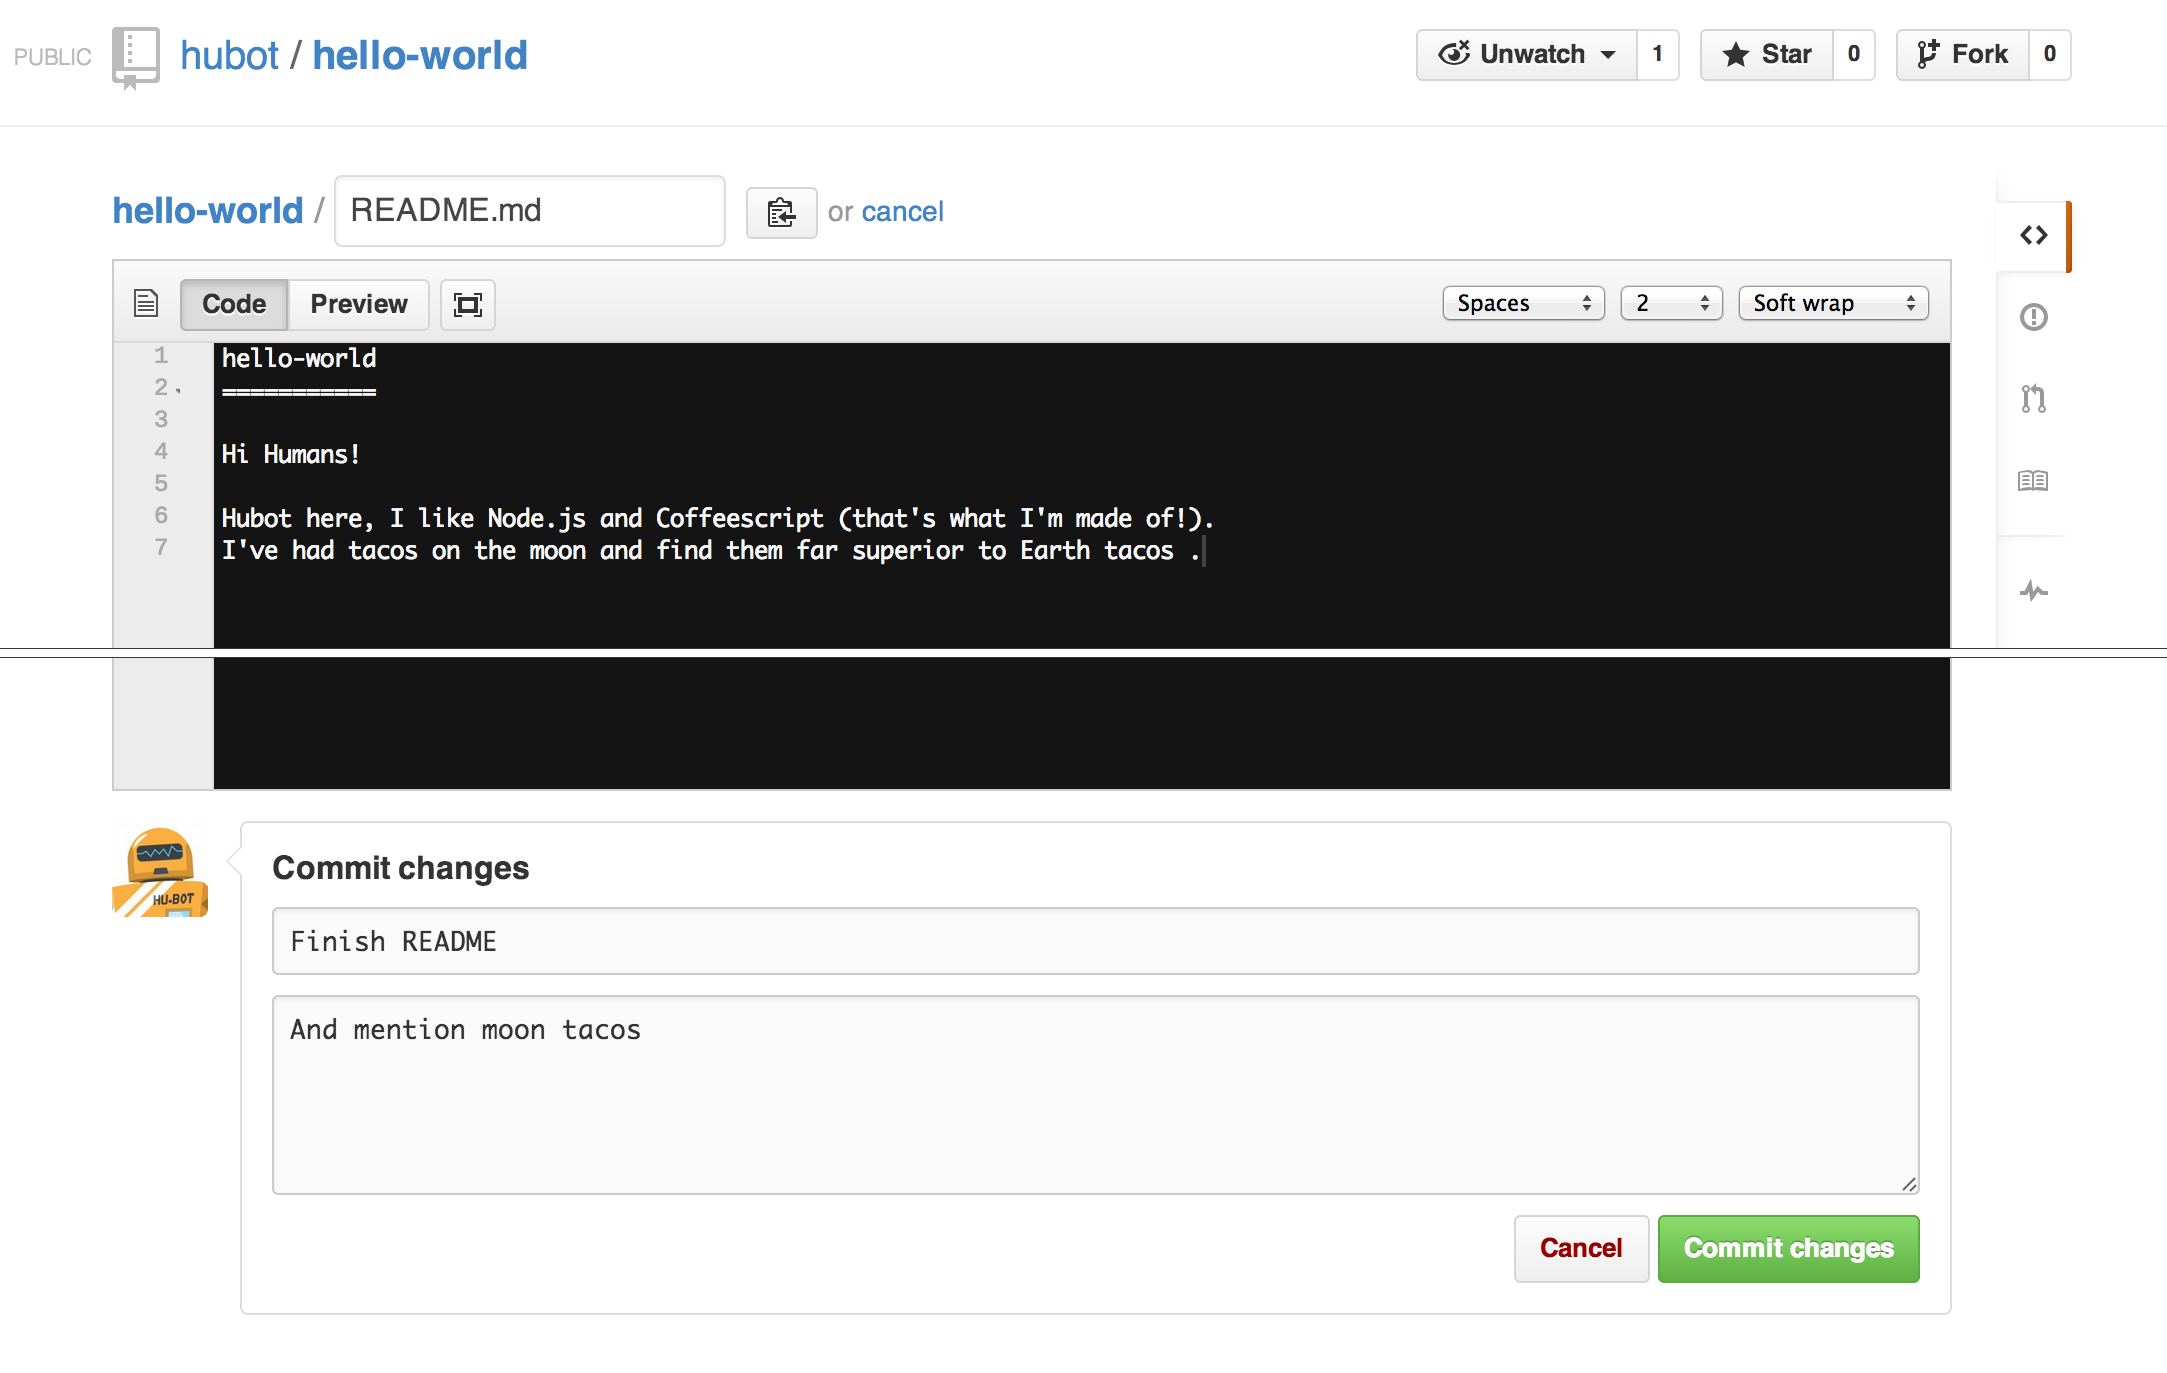 PUBLIC hubot / hello-world Unwatch 1 Star 0 Fork 0
hello-world / README.md or cancel
Code Preview Spaces 2 Soft wrap
1 hello-world
2 ===========
3
4 Hi Humans!
5
6 Hubot here, I like Node.js and Coffeescript (that's what I'm made of!).
7 I've had tacos on the moon and find them far superior to Earth tacos .
HU-BOT
Commit changes
Finish README
And mention moon tacos
Cancel Commit changes